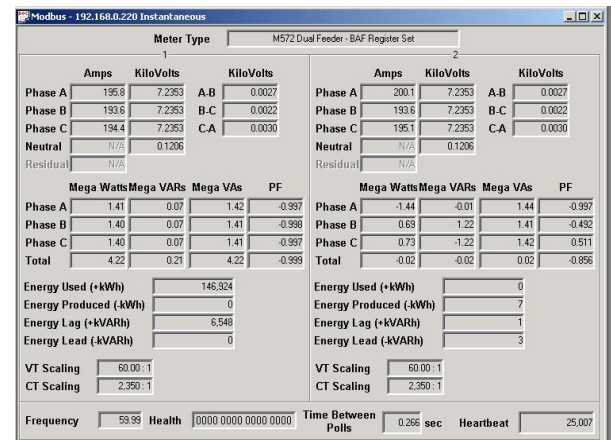 Modbus - 192.168.0.220 Instantaneous
Meter Type M572 Dual Feeder - BAF Register Set
1
Amps KiloVolts KiloVolts
Phase A 195.8 7.2353 A-B 0.0027
Phase B 193.6 7.2353 B-C 0.0022
Phase C 194.4 7.2353 C-A 0.0030
Neutral N/A 0.1206
Residual N/A
Mega Watts Mega VARs Mega VAs PF
Phase A 1.41 0.07 1.42 -0.997
Phase B 1.40 0.07 1.41 -0.998
Phase C 1.40 0.07 1.41 -0.997
Total 4.22 0.21 4.22 -0.999
Energy Used (+kWh) 146,924
Energy Produced (-kWh) 0
Energy Lag (+kVARh) 6,548
Energy Lead (-kVARh) 0
VT Scaling 60.00 : 1
CT Scaling 2,350 : 1
2
Amps KiloVolts KiloVolts
Phase A 200.1 7.2353 A-B 0.0027
Phase B 193.6 7.2353 B-C 0.0022
Phase C 195.1 7.2353 C-A 0.0030
Neutral N/A 0.1206
Residual N/A
Mega Watts Mega VARs Mega VAs PF
Phase A -1.44 -0.01 1.44 -0.997
Phase B 0.69 1.22 1.41 -0.492
Phase C 0.73 -1.22 1.42 0.511
Total -0.02 -0.02 0.02 -0.856
Energy Used (+kWh) 0
Energy Produced (-kWh) 7
Energy Lag (+kVARh) 1
Energy Lead (-kVARh) 3
VT Scaling 60.00 : 1
CT Scaling 2,350 : 1
Frequency 59.99 Health 0000 0000 0000 0000 Time Between Polls 0.266 sec Heartbeat 25,007